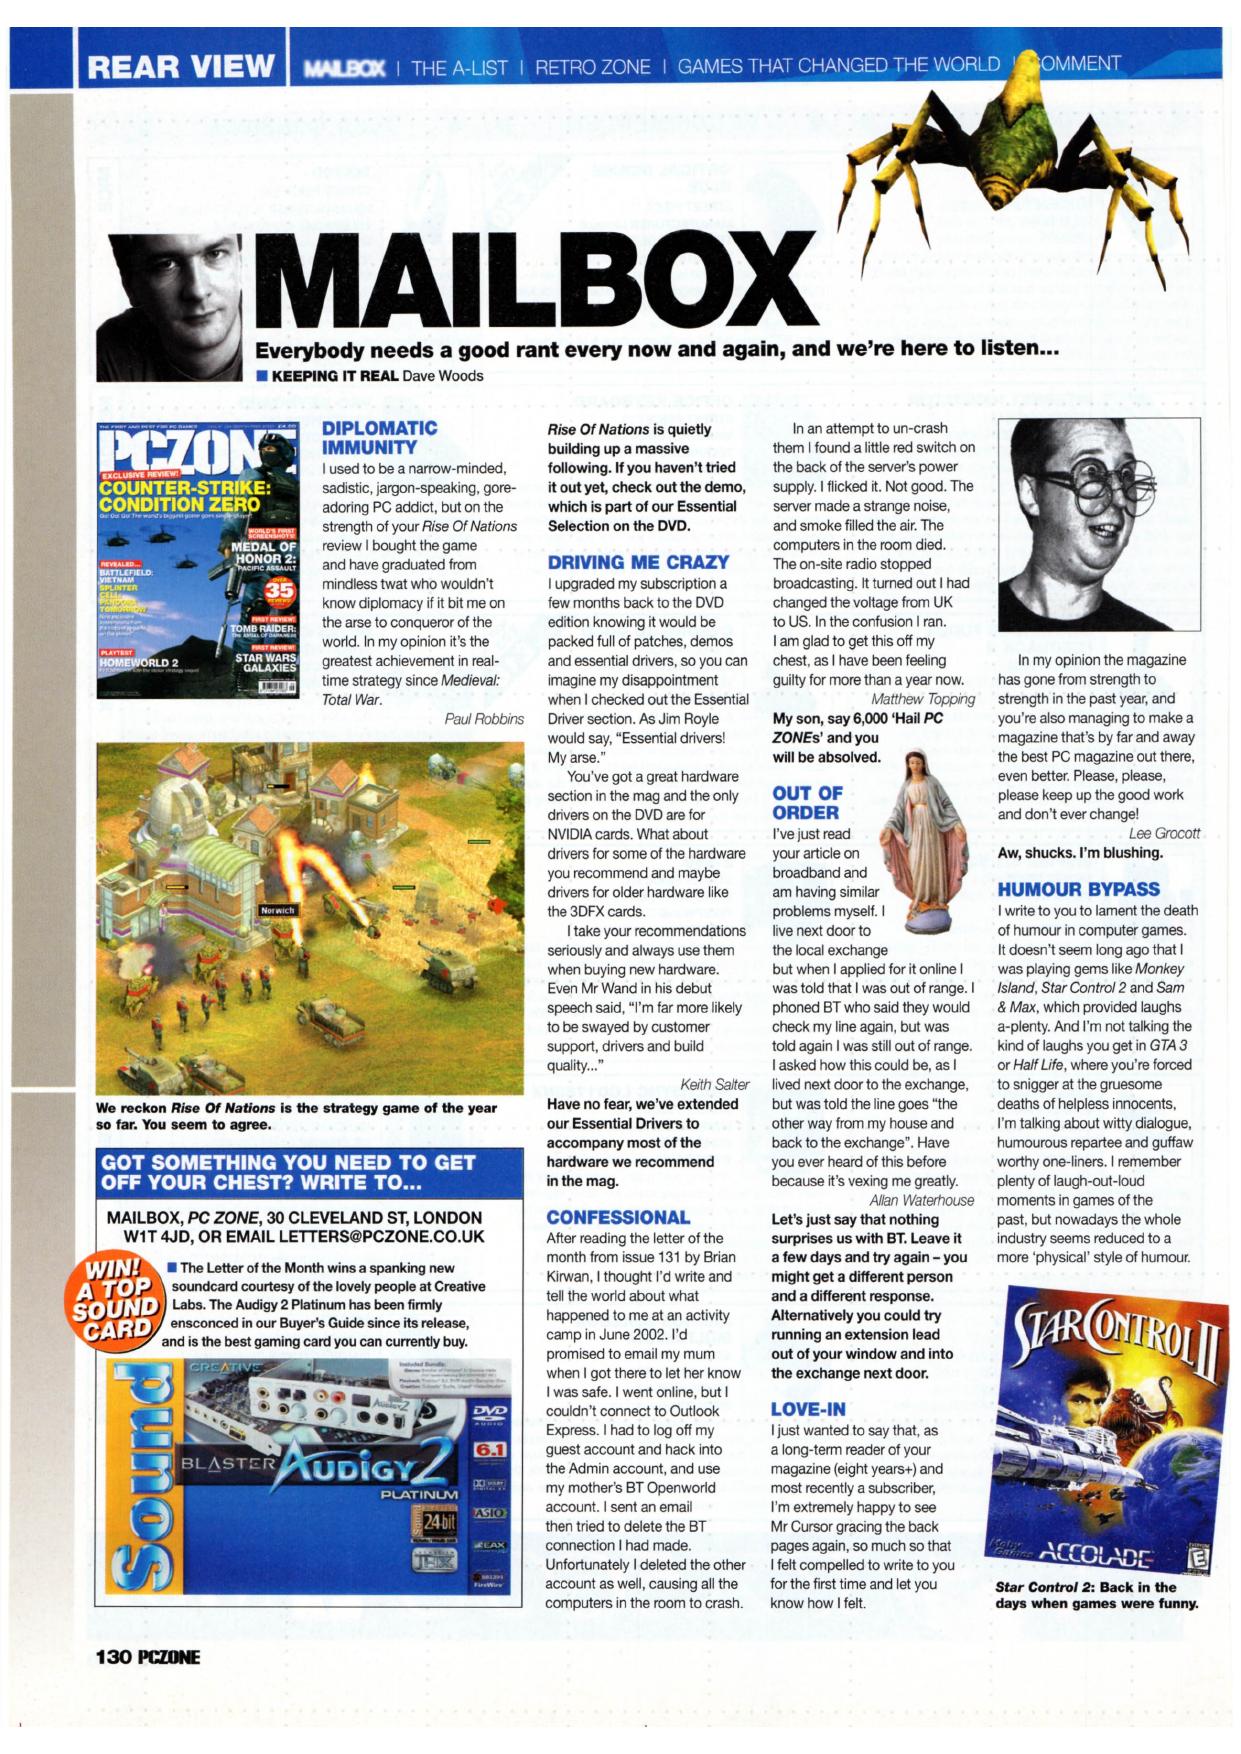 REAR VIEW
MAILBOX | THE A-LIST | RETRO ZONE | GAMES THAT CHANGED THE WORLD | COMMENT
MAILBOX
Everybody needs a good rant every now and again, and we're here to listen...
KEEPING IT REAL Dave Woods
PCZONE
EXCLUSIVE REVIEW!
COUNTER-STRIKE:
CONDITION ZERO
WORLD'S FIRST
SCREENSHOTS!
MEDAL OF
HONOR 2:
PACIFIC ASSAULT
REVEALED...
BATTLEFIELD:
VIETNAM
SPLINTER
CELL:
PANDORA
TOMORROW
OVER
35
REVIEWS
FIRST REVIEW!
TOMB RAIDER:
THE ANGEL OF DARKNESS
FIRST REVIEW!
STAR WARS
GALAXIES
PLAYTEST
HOMEWORLD 2
DIPLOMATIC
IMMUNITY
I used to be a narrow-minded,
sadistic, jargon-speaking, gore-
adoring PC addict, but on the
strength of your Rise Of Nations
review I bought the game
and have graduated from
mindless twat who wouldn't
know diplomacy if it bit me on
the arse to conqueror of the
world. In my opinion it's the
greatest achievement in real-
time strategy since Medieval:
Total War.
Paul Robbins
Norwich
We reckon Rise Of Nations is the strategy game of the year
so far. You seem to agree.
GOT SOMETHING YOU NEED TO GET
OFF YOUR CHEST? WRITE TO...
MAILBOX, PC ZONE, 30 CLEVELAND ST, LONDON
W1T 4JD, OR EMAIL LETTERS@PCZONE.CO.UK
WIN!
A TOP
SOUND
CARD
The Letter of the Month wins a spanking new
soundcard courtesy of the lovely people at Creative
Labs. The Audigy 2 Platinum has been firmly
ensconced in our Buyer's Guide since its release,
and is the best gaming card you can currently buy.
CREATIVE
Sound
BLASTER AUDIGY 2
PLATINUM
DVD
AUDIO
6.1
24bit
THX
ASIO
EAX
FireWire
Rise Of Nations is quietly
building up a massive
following. If you haven't tried
it out yet, check out the demo,
which is part of our Essential
Selection on the DVD.
DRIVING ME CRAZY
I upgraded my subscription a
few months back to the DVD
edition knowing it would be
packed full of patches, demos
and essential drivers, so you can
imagine my disappointment
when I checked out the Essential
Driver section. As Jim Royle
would say, "Essential drivers!
My arse."
You've got a great hardware
section in the mag and the only
drivers on the DVD are for
NVIDIA cards. What about
drivers for some of the hardware
you recommend and maybe
drivers for older hardware like
the 3DFX cards.
I take your recommendations
seriously and always use them
when buying new hardware.
Even Mr Wand in his debut
speech said, "I'm far more likely
to be swayed by customer
support, drivers and build
quality..."
Keith Salter
Have no fear, we've extended
our Essential Drivers to
accompany most of the
hardware we recommend
in the mag.
CONFESSIONAL
After reading the letter of the
month from issue 131 by Brian
Kirwan, I thought I'd write and
tell the world about what
happened to me at an activity
camp in June 2002. I'd
promised to email my mum
when I got there to let her know
I was safe. I went online, but I
couldn't connect to Outlook
Express. I had to log off my
guest account and hack into
the Admin account, and use
my mother's BT Openworld
account. I sent an email
then tried to delete the BT
connection I had made.
Unfortunately I deleted the other
account as well, causing all the
computers in the room to crash.
In an attempt to un-crash
them I found a little red switch on
the back of the server's power
supply. I flicked it. Not good. The
server made a strange noise,
and smoke filled the air. The
computers in the room died.
The on-site radio stopped
broadcasting. It turned out I had
changed the voltage from UK
to US. In the confusion I ran.
I am glad to get this off my
chest, as I have been feeling
guilty for more than a year now.
Matthew Topping
My son, say 6,000 'Hail PC
ZONEs' and you
will be absolved.
OUT OF
ORDER
I've just read
your article on
broadband and
am having similar
problems myself. I
live next door to
the local exchange
but when I applied for it online I
was told that I was out of range. I
phoned BT who said they would
check my line again, but was
told again I was still out of range.
I asked how this could be, as I
lived next door to the exchange,
but was told the line goes "the
other way from my house and
back to the exchange". Have
you ever heard of this before
because it's vexing me greatly.
Allan Waterhouse
Let's just say that nothing
surprises us with BT. Leave it
a few days and try again – you
might get a different person
and a different response.
Alternatively you could try
running an extension lead
out of your window and into
the exchange next door.
LOVE-IN
I just wanted to say that, as
a long-term reader of your
magazine (eight years+) and
most recently a subscriber,
I'm extremely happy to see
Mr Cursor gracing the back
pages again, so much so that
I felt compelled to write to you
for the first time and let you
know how I felt.
In my opinion the magazine
has gone from strength to
strength in the past year, and
you're also managing to make a
magazine that's by far and away
the best PC magazine out there,
even better. Please, please,
please keep up the good work
and don't ever change!
Lee Grocott
Aw, shucks. I'm blushing.
HUMOUR BYPASS
I write to you to lament the death
of humour in computer games.
It doesn't seem long ago that I
was playing gems like Monkey
Island, Star Control 2 and Sam
& Max, which provided laughs
a-plenty. And I'm not talking the
kind of laughs you get in GTA 3
or Half Life, where you're forced
to snigger at the gruesome
deaths of helpless innocents,
I'm talking about witty dialogue,
humourous repartee and guffaw
worthy one-liners. I remember
plenty of laugh-out-loud
moments in games of the
past, but nowadays the whole
industry seems reduced to a
more 'physical' style of humour.
STAR CONTROL II
Moby
Games
ACCOLADE
E
Star Control 2: Back in the
days when games were funny.
130 PCZONE